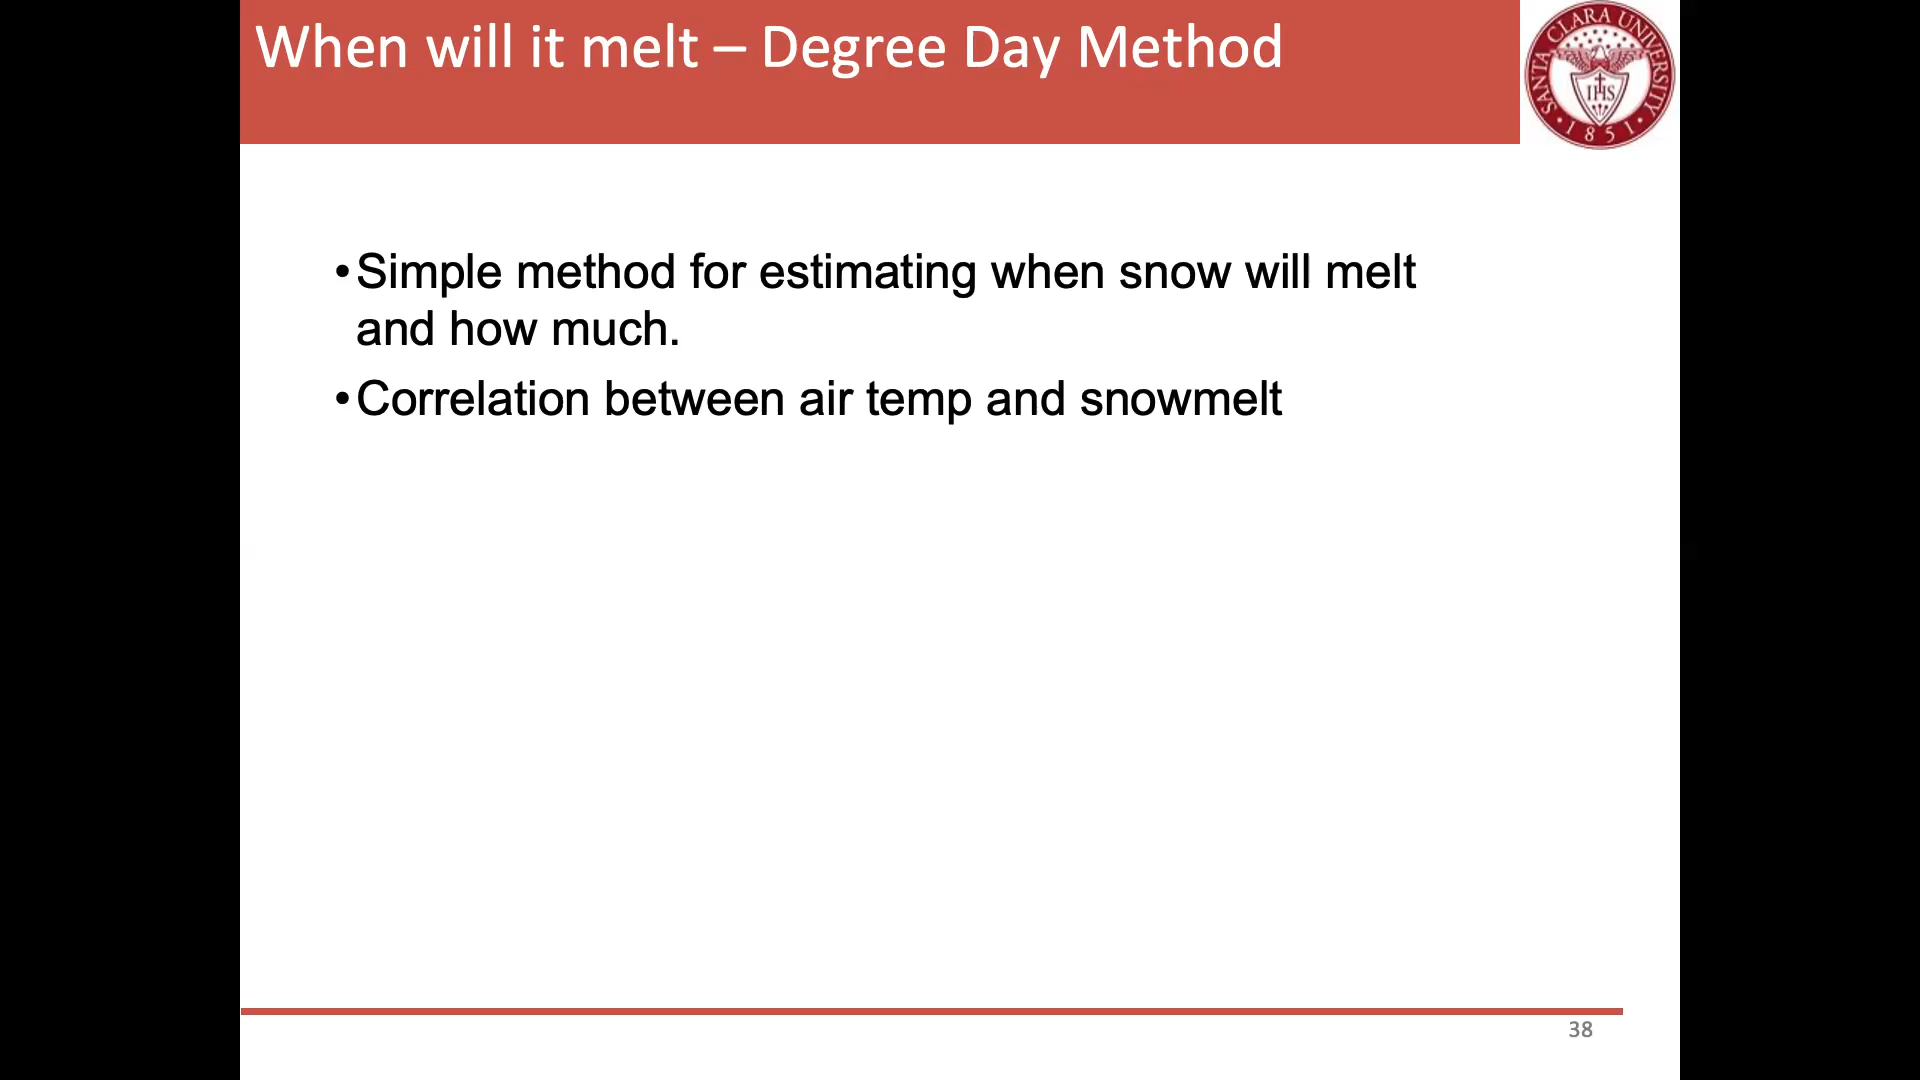 When will it melt – Degree Day Method
SANTA CLARA UNIVERSITY
IHS
• 1851 •
•Simple method for estimating when snow will melt
and how much.
•Correlation between air temp and snowmelt
38